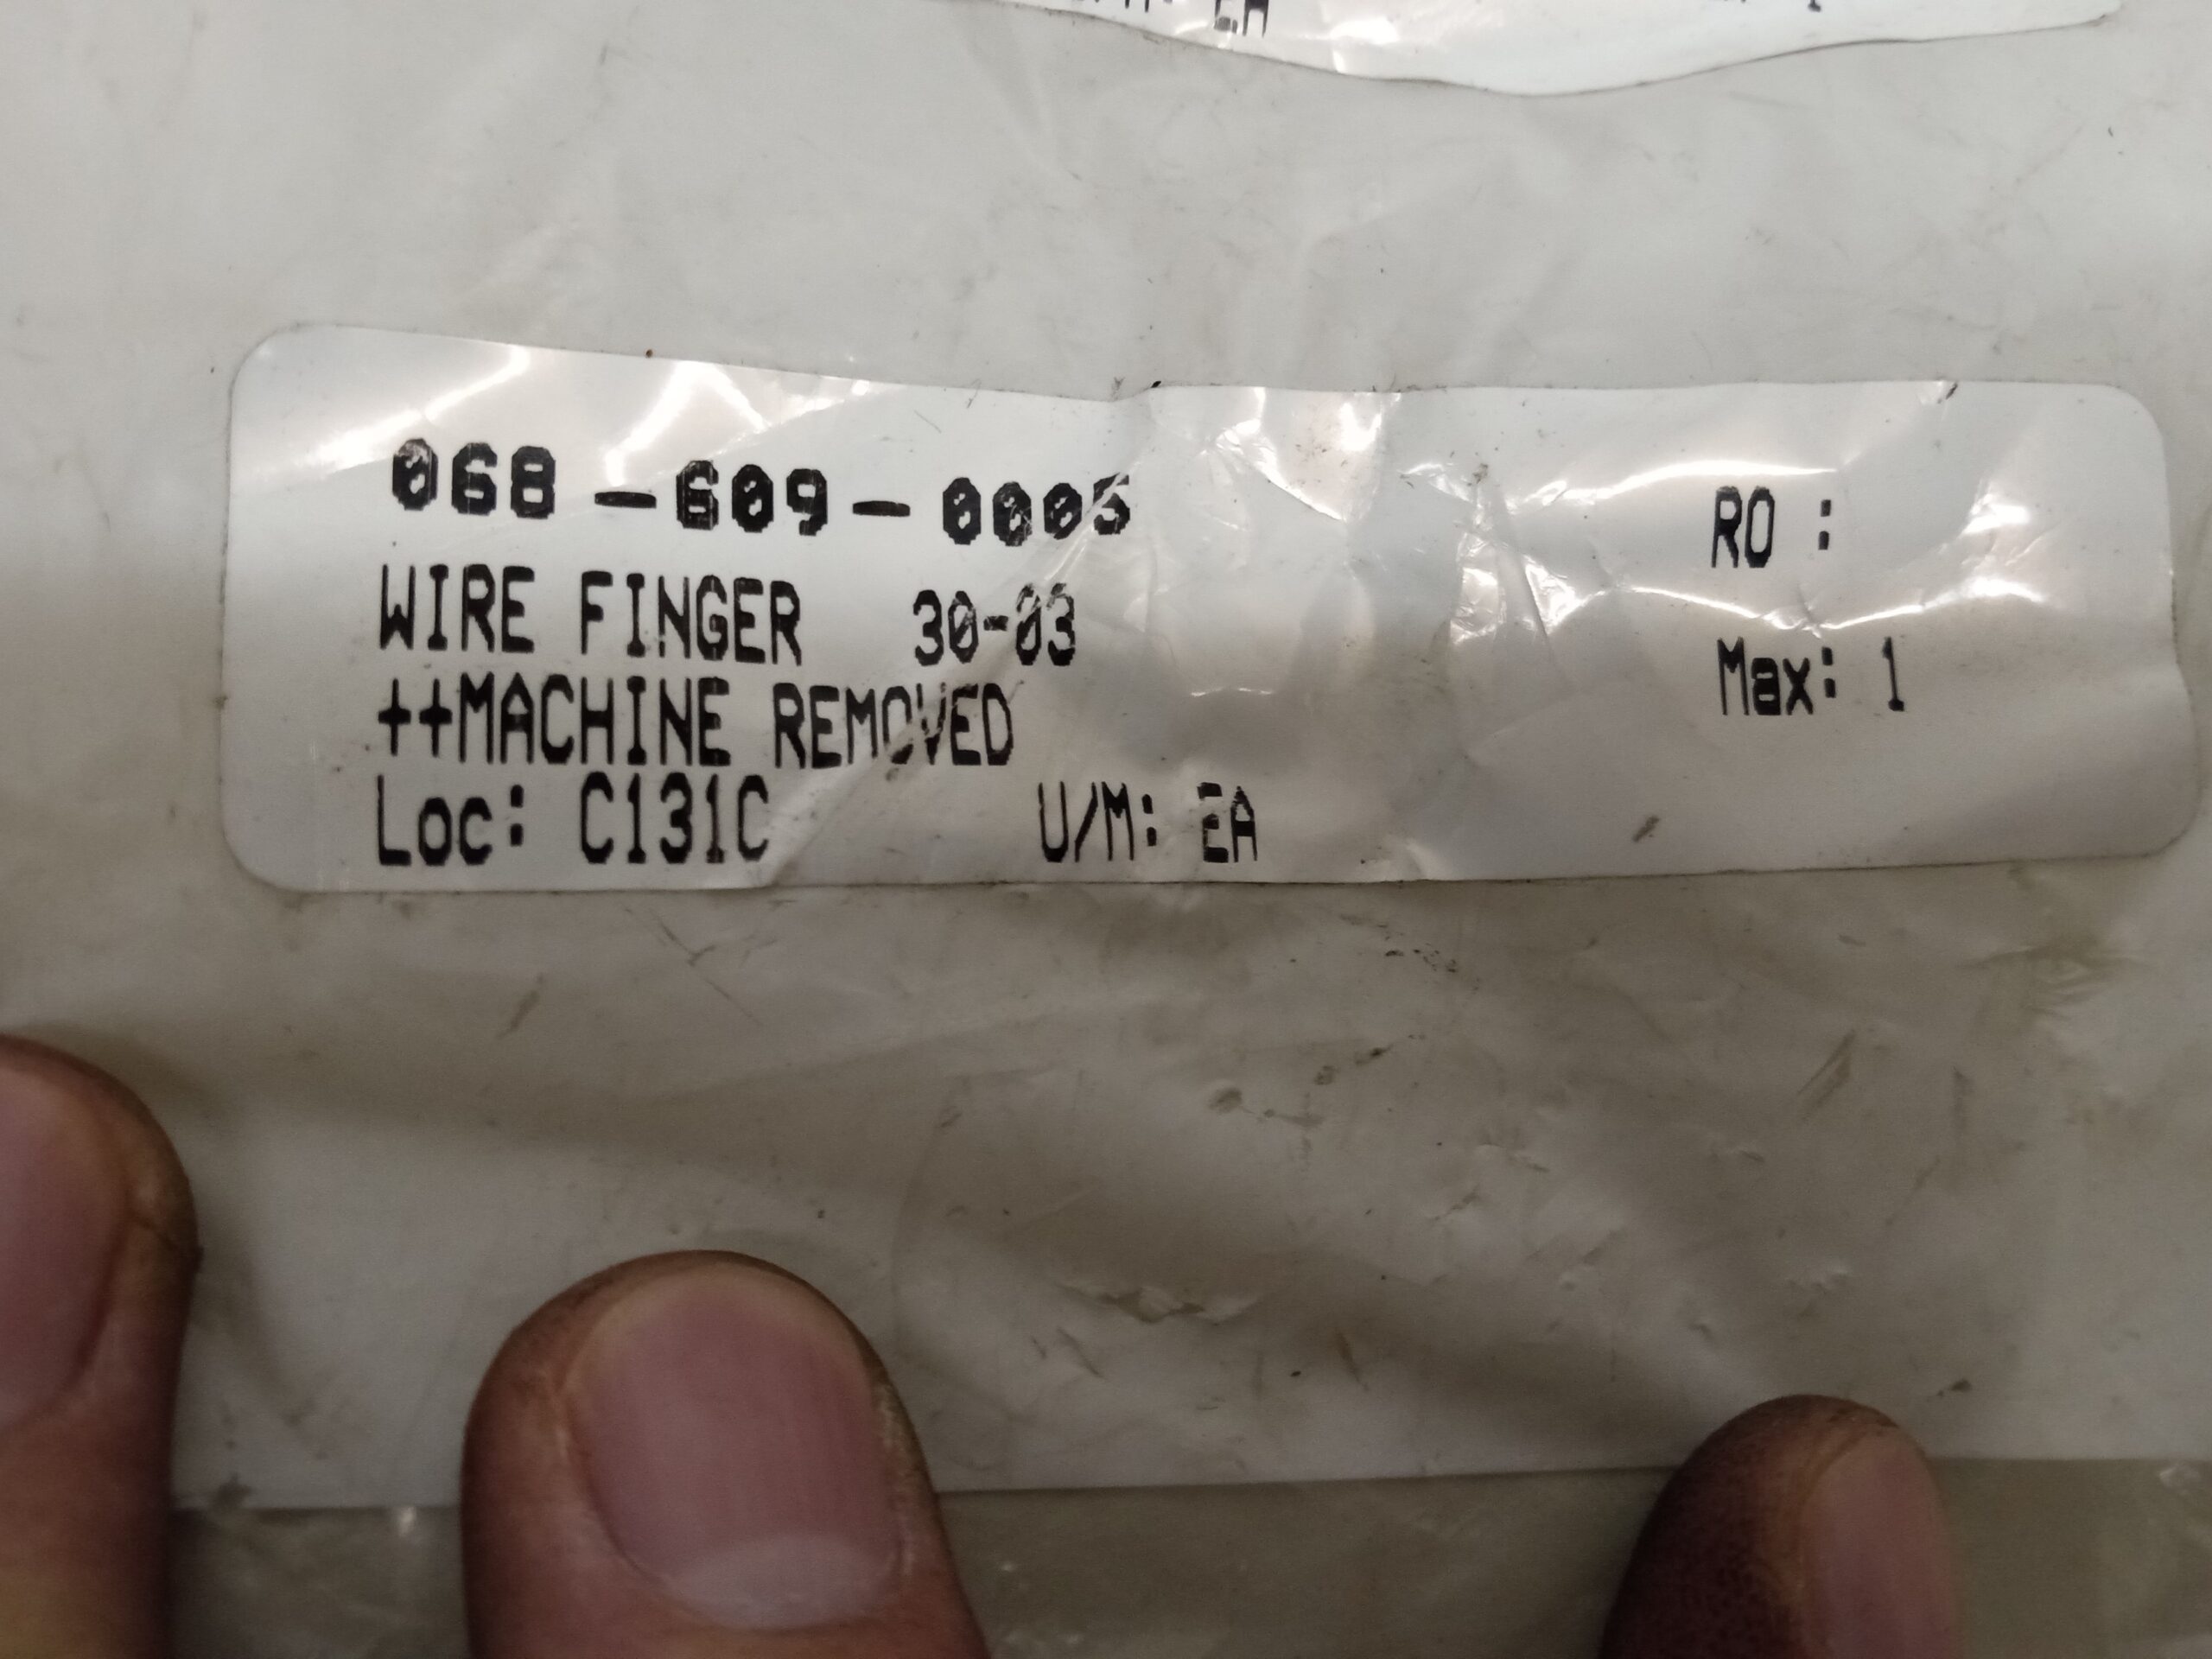 068-609-0005
WIRE FINGER 30-03
++MACHINE REMOVED
Loc: C131C U/M: EA
RO :
Max: 1